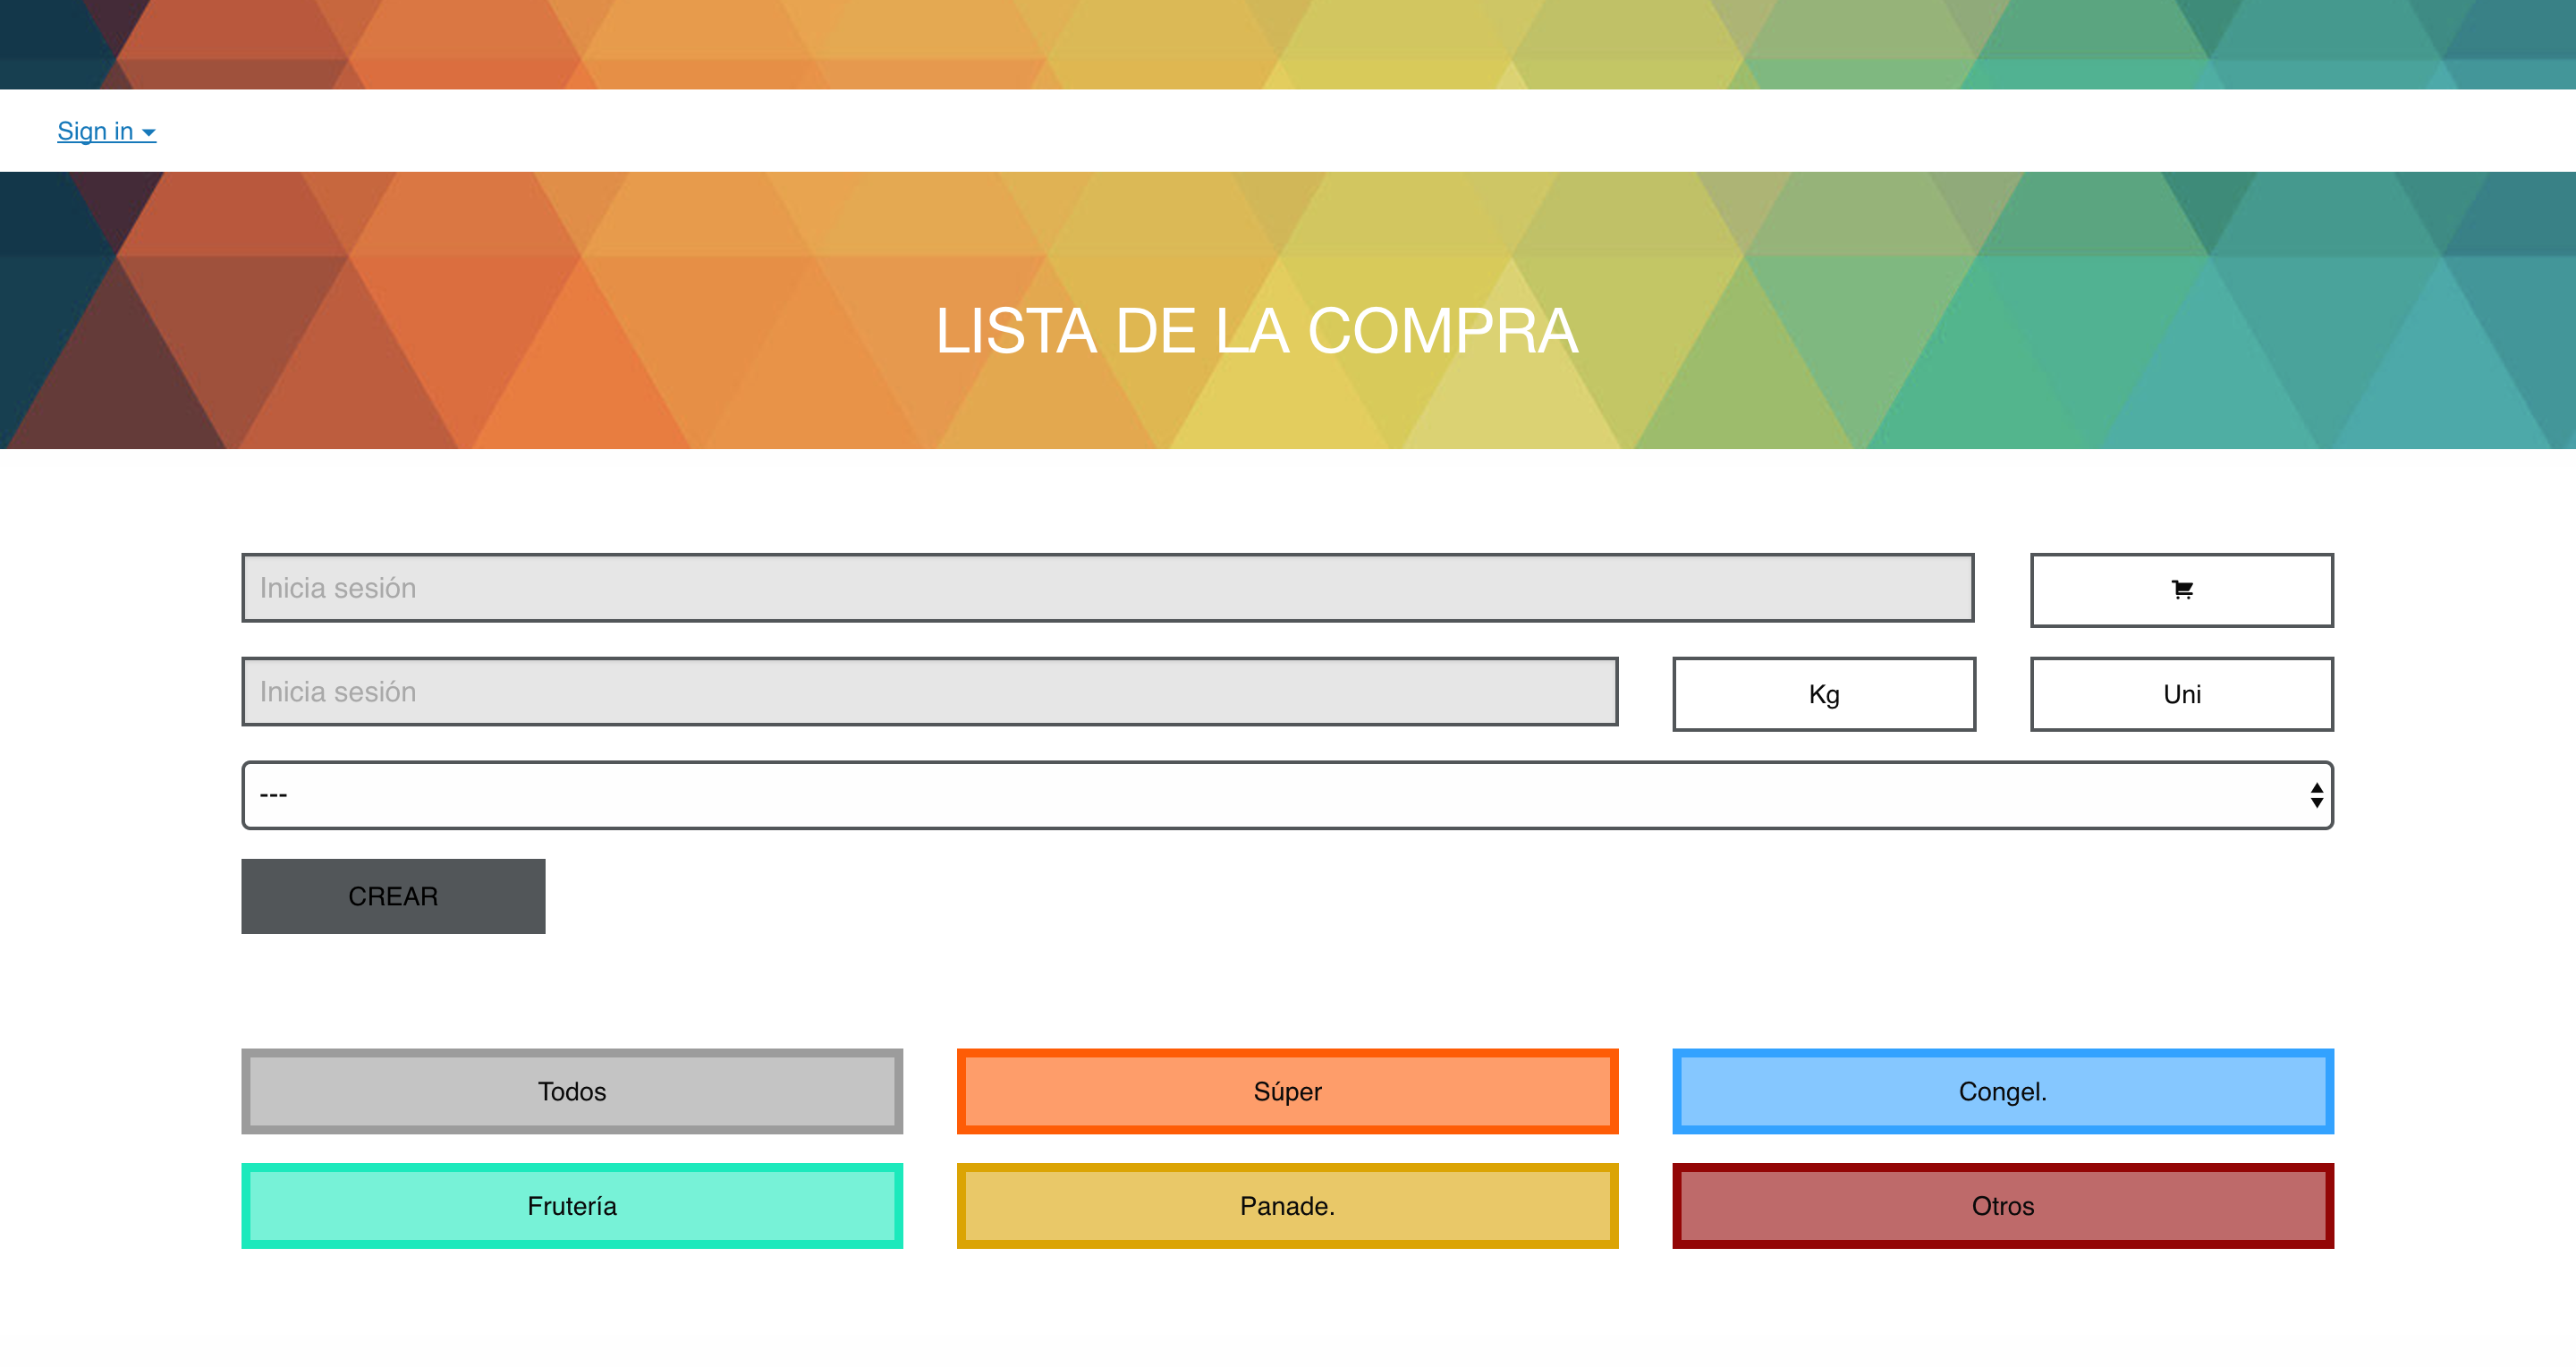 Sign in
LISTA DE LA COMPRA
Inicia sesión
Inicia sesión
Kg
Uni
---
CREAR
Todos
Súper
Congel.
Frutería
Panade.
Otros